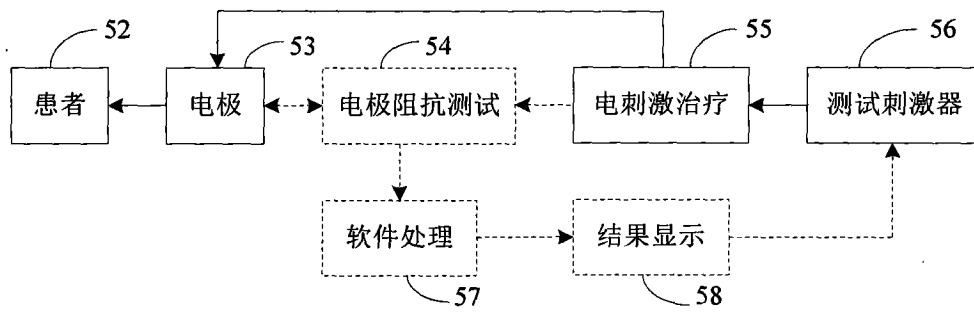 52
53
54
55
56
患者
电极
电极阻抗测试
电刺激治疗
测试刺激器
软件处理
结果显示
57
58